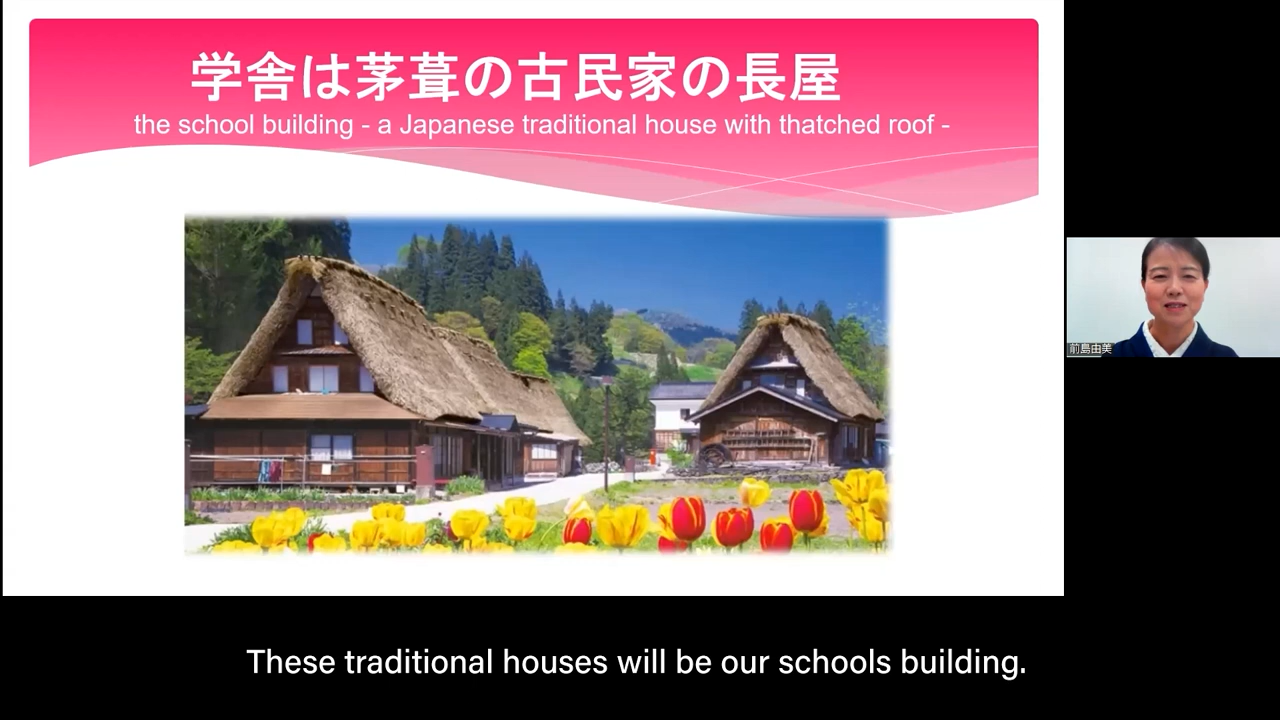 学舎は茅葺の古民家の長屋
the school building - a Japanese traditional house with thatched roof -
前島由美
These traditional houses will be our schools building.